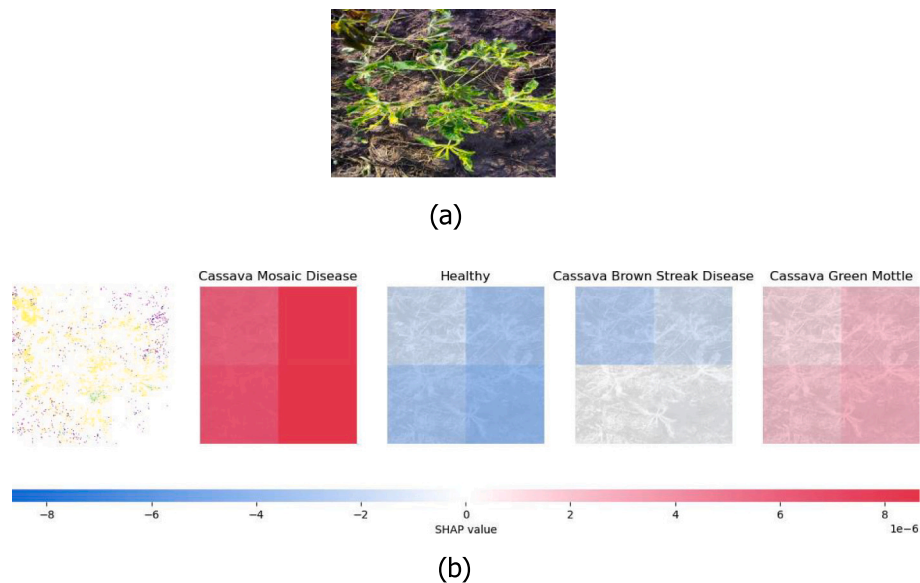 (a)
Cassava Mosaic Disease
Healthy
Cassava Brown Streak Disease
Cassava Green Mottle
−8
−6
−4
−2
0
2
4
6
8
1e−6
SHAP value
(b)